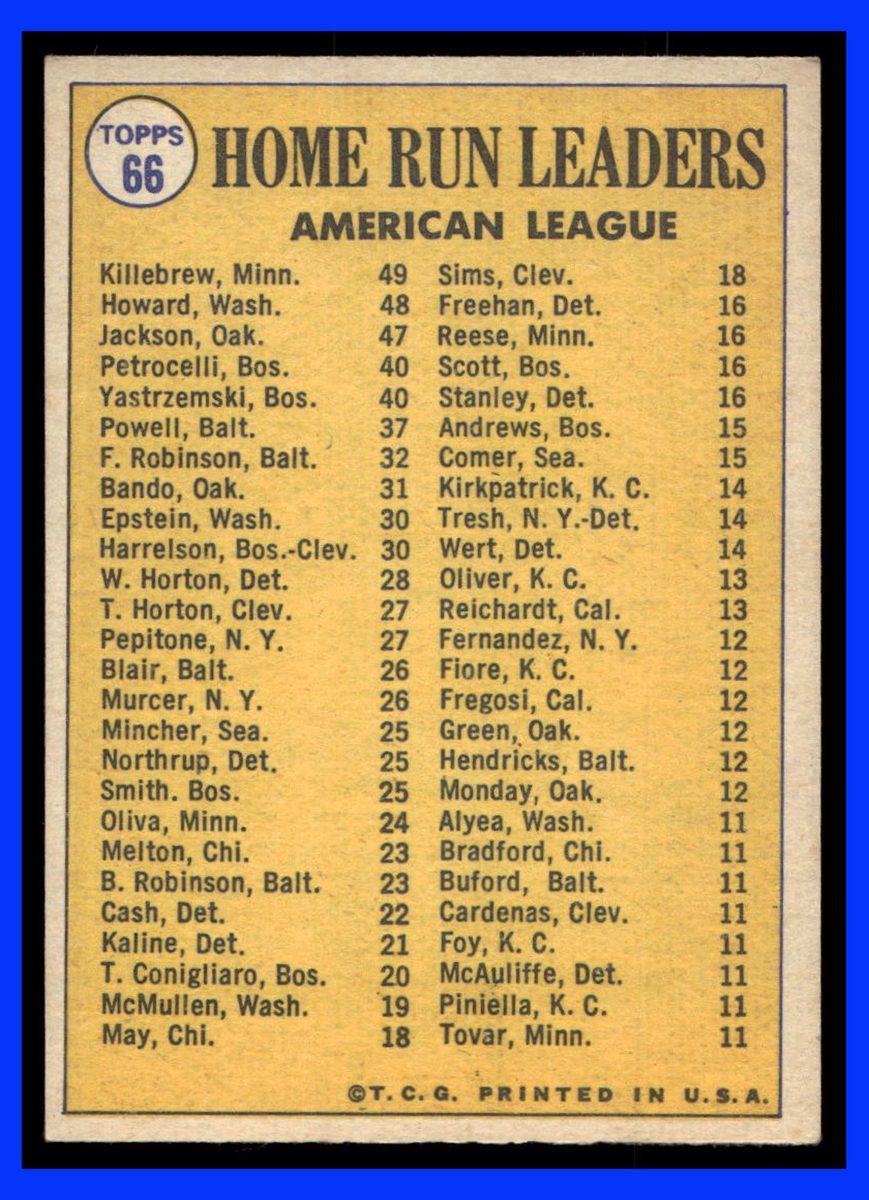 TOPPS
66
HOME RUN LEADERS
AMERICAN LEAGUE
Killebrew, Minn. 49
Howard, Wash. 48
Jackson, Oak. 47
Petrocelli, Bos. 40
Yastrzemski, Bos. 40
Powell, Balt. 37
F. Robinson, Balt. 32
Bando, Oak. 31
Epstein, Wash. 30
Harrelson, Bos.-Clev. 30
W. Horton, Det. 28
T. Horton, Clev. 27
Pepitone, N. Y. 27
Blair, Balt. 26
Murcer, N. Y. 26
Mincher, Sea. 25
Northrup, Det. 25
Smith. Bos. 25
Oliva, Minn. 24
Melton, Chi. 23
B. Robinson, Balt. 23
Cash, Det. 22
Kaline, Det. 21
T. Conigliaro, Bos. 20
McMullen, Wash. 19
May, Chi. 18
Sims, Clev. 18
Freehan, Det. 16
Reese, Minn. 16
Scott, Bos. 16
Stanley, Det. 16
Andrews, Bos. 15
Comer, Sea. 15
Kirkpatrick, K. C. 14
Tresh, N. Y.-Det. 14
Wert, Det. 14
Oliver, K. C. 13
Reichardt, Cal. 13
Fernandez, N. Y. 12
Fiore, K. C. 12
Fregosi, Cal. 12
Green, Oak. 12
Hendricks, Balt. 12
Monday, Oak. 12
Alyea, Wash. 11
Bradford, Chi. 11
Buford, Balt. 11
Cardenas, Clev. 11
Foy, K. C. 11
McAuliffe, Det. 11
Piniella, K. C. 11
Tovar, Minn. 11
©T. C. G. PRINTED IN U. S. A.